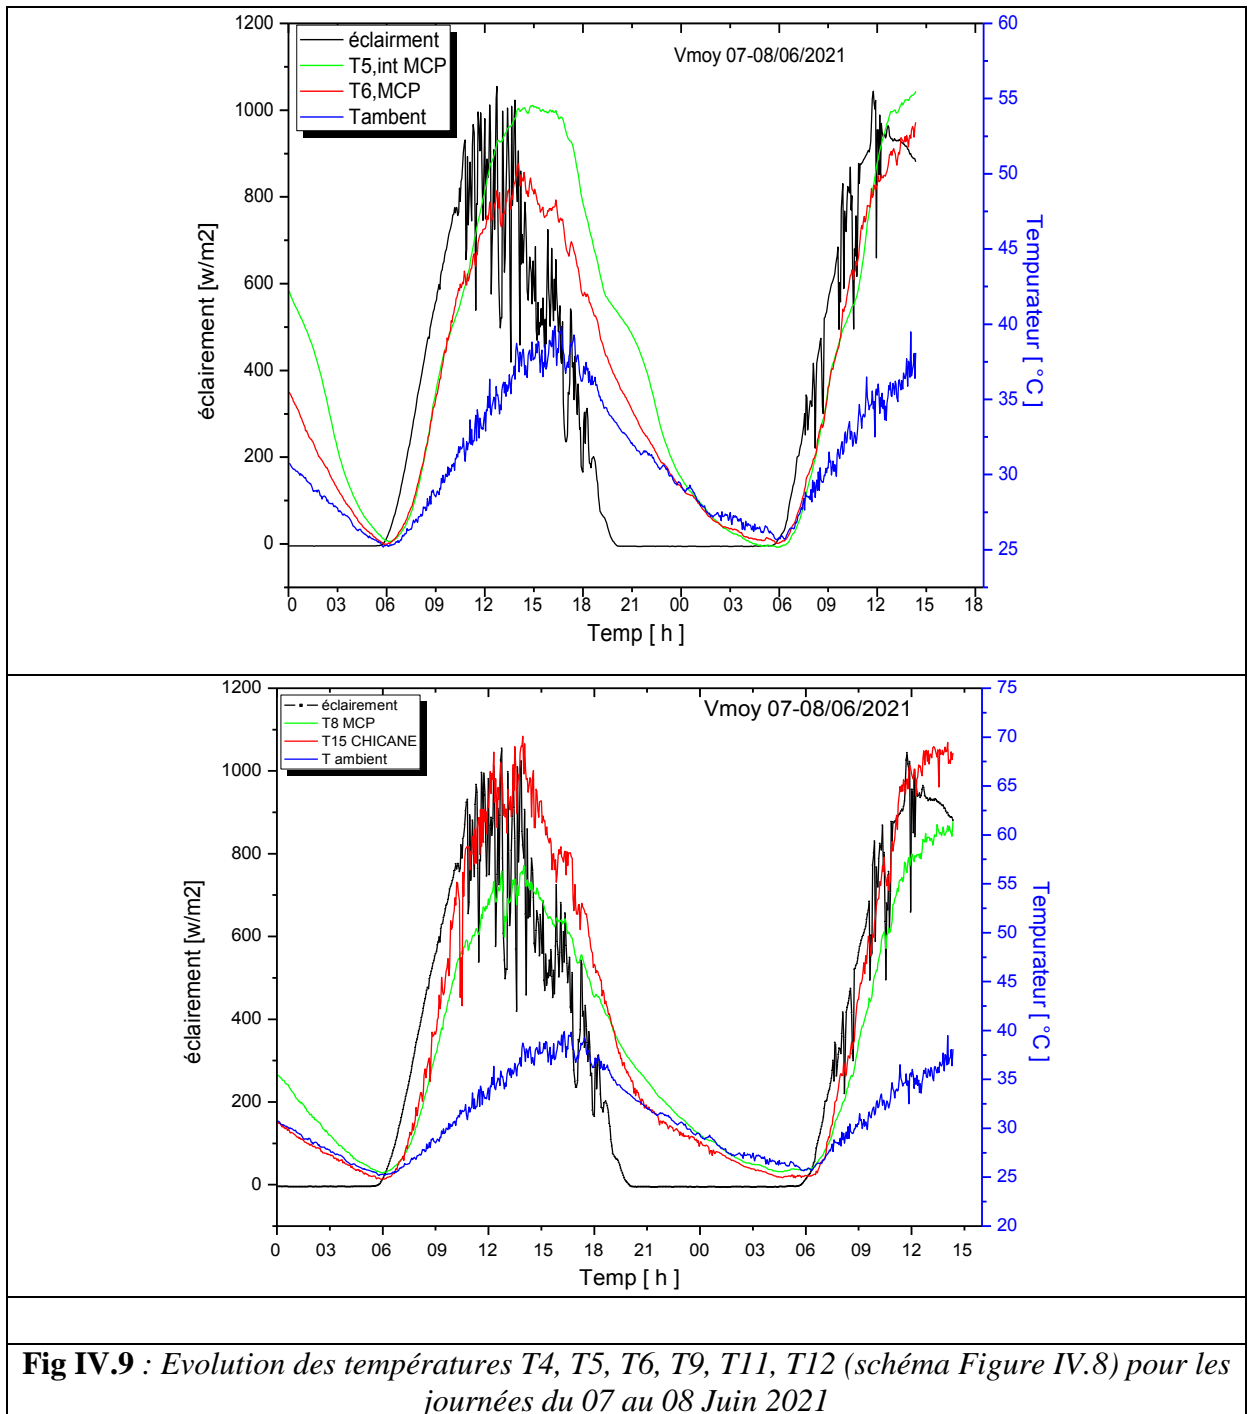 éclairment
T5,int MCP
T6,MCP
Tambent
Vmoy 07-08/06/2021
1200
1000
800
600
400
200
0
éclairement [w/m2]
60
55
50
45
40
35
30
25
Tempurateur [ °C ]
0 03 06 09 12 15 18 21 00 03 06 09 12 15 18
Temp [ h ]
éclairement
T8 MCP
T15 CHICANE
T ambient
Vmoy 07-08/06/2021
1200
1000
800
600
400
200
0
éclairement [w/m2]
75
70
65
60
55
50
45
40
35
30
25
20
Tempurateur [ °C ]
0 03 06 09 12 15 18 21 00 03 06 09 12 15
Temp [ h ]
Fig IV.9 : Evolution des températures T4, T5, T6, T9, T11, T12 (schéma Figure IV.8) pour les
journées du 07 au 08 Juin 2021